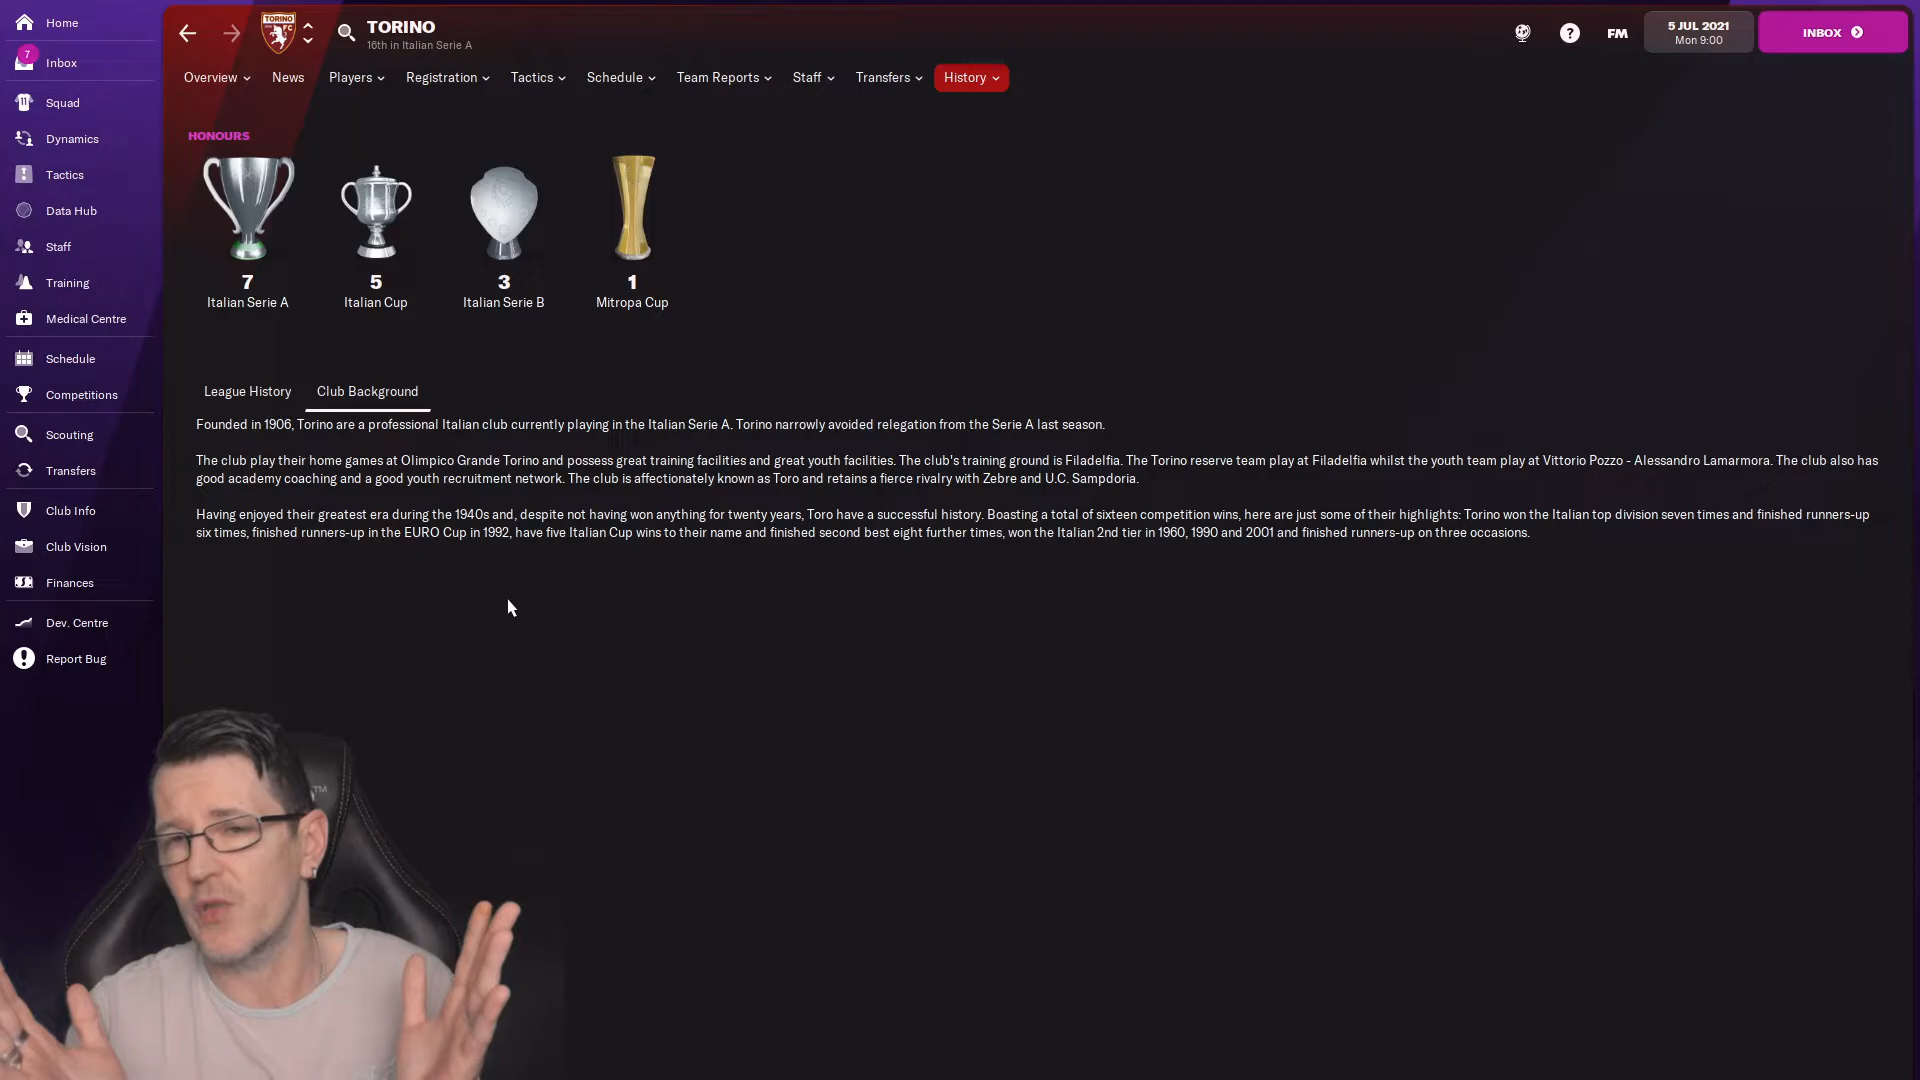 Home
7
Inbox
Squad
Dynamics
Tactics
Data Hub
Staff
Training
Medical Centre
Schedule
Competitions
Scouting
Transfers
Club Info
Club Vision
Finances
Dev. Centre
Report Bug
TORINO FC
TORINO
16th in Italian Serie A
FM
5 JUL 2021
Mon 9:00
INBOX
Overview
News
Players
Registration
Tactics
Schedule
Team Reports
Staff
Transfers
History
HONOURS
7
Italian Serie A
5
Italian Cup
3
Italian Serie B
1
Mitropa Cup
League History
Club Background
Founded in 1906, Torino are a professional Italian club currently playing in the Italian Serie A. Torino narrowly avoided relegation from the Serie A last season.
The club play their home games at Olimpico Grande Torino and possess great training facilities and great youth facilities. The club's training ground is Filadelfia. The Torino reserve team play at Filadelfia whilst the youth team play at Vittorio Pozzo - Alessandro Lamarmora. The club also has
good academy coaching and a good youth recruitment network. The club is affectionately known as Toro and retains a fierce rivalry with Zebre and U.C. Sampdoria.
Having enjoyed their greatest era during the 1940s and, despite not having won anything for twenty years, Toro have a successful history. Boasting a total of sixteen competition wins, here are just some of their highlights: Torino won the Italian top division seven times and finished runners-up
six times, finished runners-up in the EURO Cup in 1992, have five Italian Cup wins to their name and finished second best eight further times, won the Italian 2nd tier in 1960, 1990 and 2001 and finished runners-up on three occasions.
TM